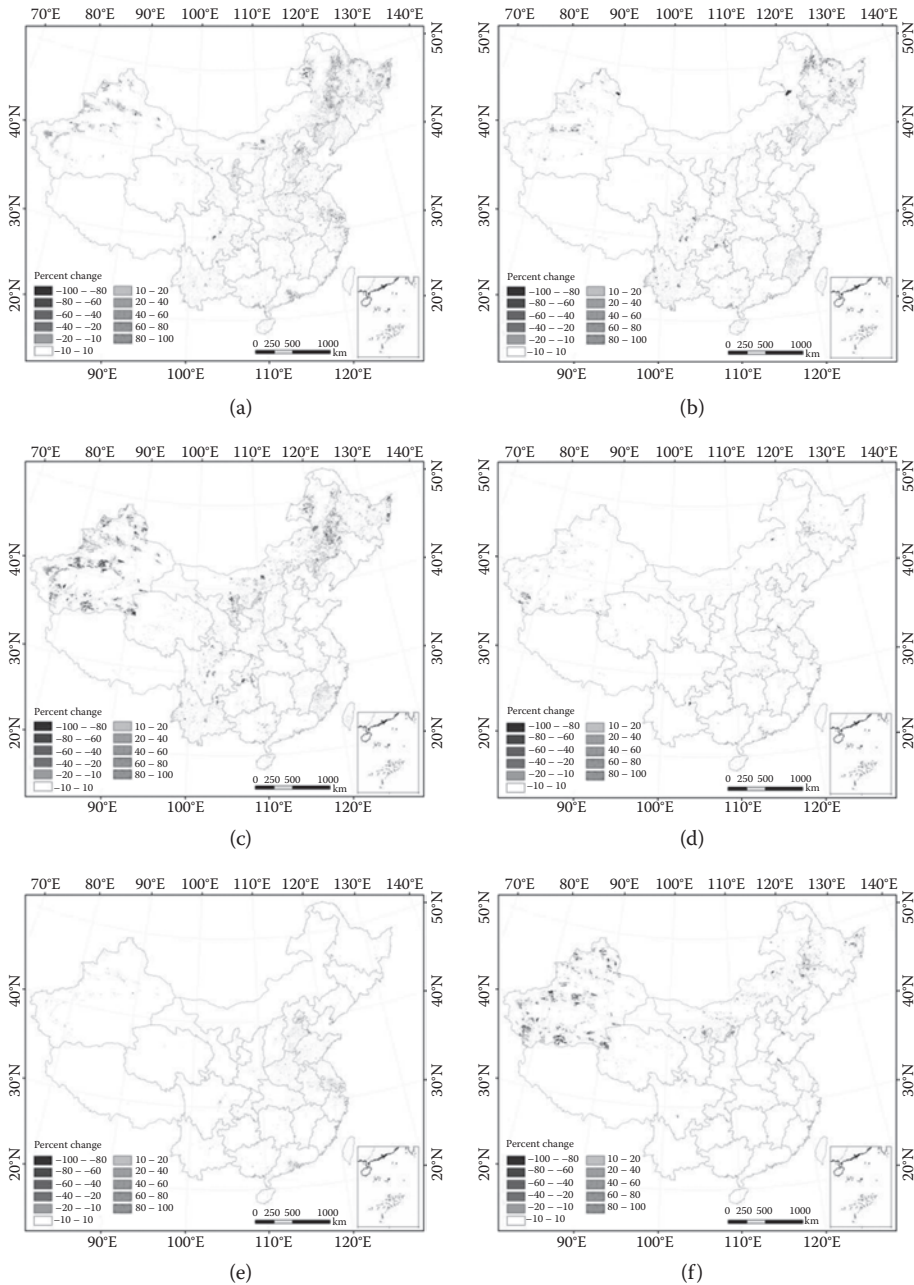 70°E 80°E 90°E 100°E 110°E 120°E 130°E 140°E
50°N
40°N
30°N
20°N
Percent change
−100 – −80
−80 – −60
−60 – −40
−40 – −20
−20 – −10
−10 – 10
10 – 20
20 – 40
40 – 60
60 – 80
80 – 100
0 250 500 1000
km
90°E 100°E 110°E 120°E
(a)
70°E 80°E 90°E 100°E 110°E 120°E 130°E 140°E
50°N
40°N
30°N
20°N
Percent change
−100 – −80
−80 – −60
−60 – −40
−40 – −20
−20 – −10
−10 – 10
10 – 20
20 – 40
40 – 60
60 – 80
80 – 100
0 250 500 1000
km
90°E 100°E 110°E 120°E
(b)
70°E 80°E 90°E 100°E 110°E 120°E 130°E 140°E
50°N
40°N
30°N
20°N
Percent change
−100 – −80
−80 – −60
−60 – −40
−40 – −20
−20 – −10
−10 – 10
10 – 20
20 – 40
40 – 60
60 – 80
80 – 100
0 250 500 1000
km
90°E 100°E 110°E 120°E
(c)
70°E 80°E 90°E 100°E 110°E 120°E 130°E 140°E
50°N
40°N
30°N
20°N
Percent change
−100 – −80
−80 – −60
−60 – −40
−40 – −20
−20 – −10
−10 – 10
10 – 20
20 – 40
40 – 60
60 – 80
80 – 100
0 250 500 1000
km
90°E 100°E 110°E 120°E
(d)
70°E 80°E 90°E 100°E 110°E 120°E 130°E 140°E
50°N
40°N
30°N
20°N
Percent change
−100 – −80
−80 – −60
−60 – −40
−40 – −20
−20 – −10
−10 – 10
10 – 20
20 – 40
40 – 60
60 – 80
80 – 100
0 250 500 1000
km
90°E 100°E 110°E 120°E
(e)
70°E 80°E 90°E 100°E 110°E 120°E 130°E 140°E
50°N
40°N
30°N
20°N
Percent change
−100 – −80
−80 – −60
−60 – −40
−40 – −20
−20 – −10
−10 – 10
10 – 20
20 – 40
40 – 60
60 – 80
80 – 100
0 250 500 1000
km
90°E 100°E 110°E 120°E
(f)